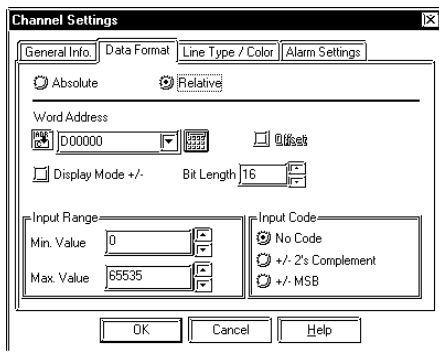 Channel Settings
General Info. Data Format Line Type / Color Alarm Settings
Absolute Relative
Word Address
D00000 Offset
Display Mode +/- Bit Length 16
Input Range Input Code
Min. Value 0 No Code
+/- 2's Complement
Max. Value 65535 +/- MSB
OK Cancel Help